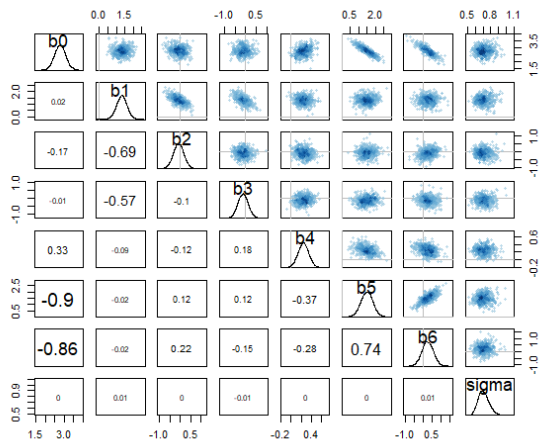 0.0 1.5 -1.0 0.5 0.5 2.0 0.5 0.8 1.1
b0 1.5 2.5 3.5
0.0 1.0 2.0 0.02 b1
-0.17 -0.69 b2 -1.0 0.0 1.0
-1.0 0.0 1.0 -0.01 -0.57 -0.1 b3
0.33 -0.09 -0.12 0.18 b4 -0.2 0.2 0.6
0.5 1.5 2.5 -0.9 -0.02 0.12 0.12 -0.37 b5
-0.86 -0.02 0.22 -0.15 -0.28 0.74 b6 -1.0 0.0 1.0
0.5 0.7 0.9 0 0.01 0 -0.01 0 0 0.01 sigma
1.5 3.0 -1.0 0.5 -0.2 0.4 -1.0 0.5